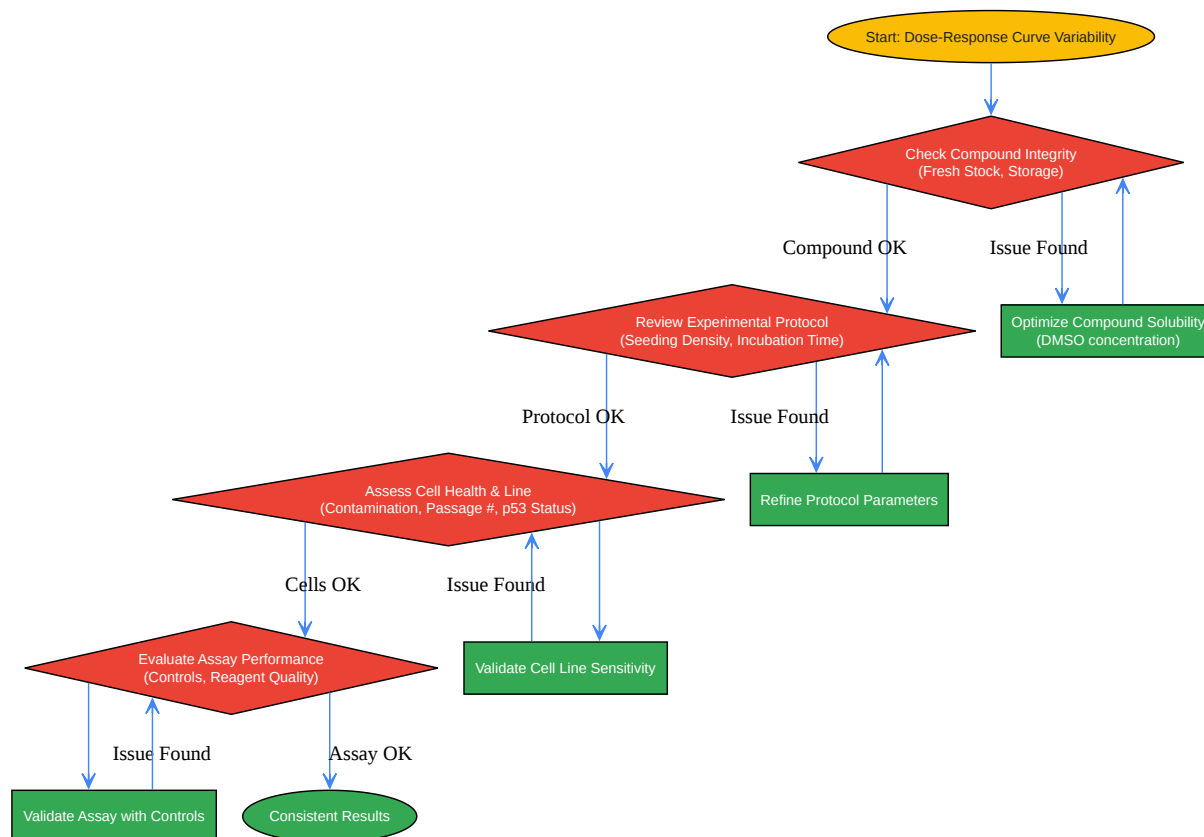 Start: Dose-Response Curve Variability
Check Compound Integrity
(Fresh Stock, Storage)
Compound OK
Issue Found
Review Experimental Protocol
(Seeding Density, Incubation Time)
Optimize Compound Solubility
(DMSO concentration)
Protocol OK
Issue Found
Assess Cell Health & Line
(Contamination, Passage #, p53 Status)
Refine Protocol Parameters
Cells OK
Issue Found
Evaluate Assay Performance
(Controls, Reagent Quality)
Validate Cell Line Sensitivity
Issue Found
Assay OK
Validate Assay with Controls
Consistent Results